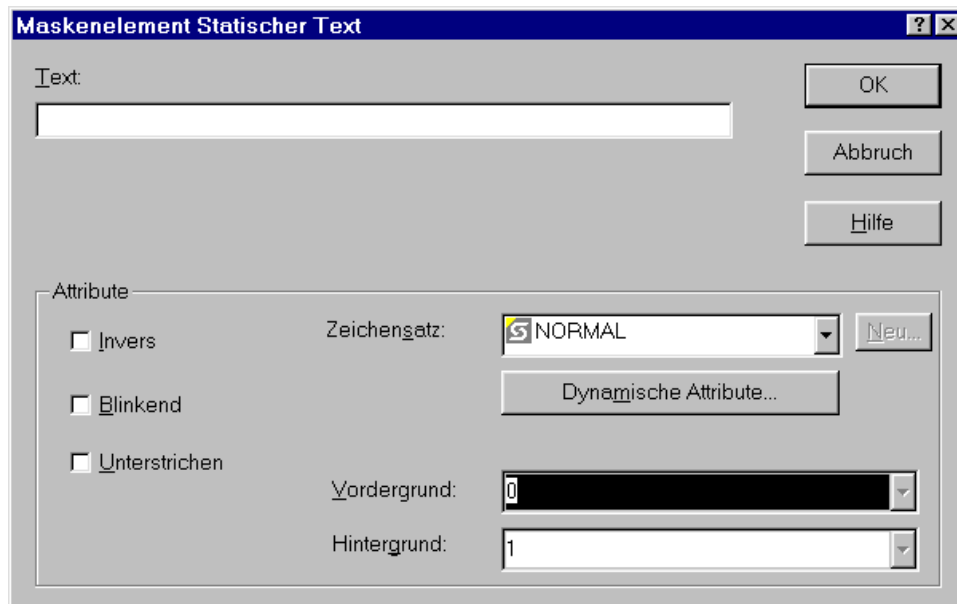 Maskenelement Statischer Text
Text:
OK
Abbruch
Hilfe
Attribute
Invers
Zeichensatz:
NORMAL
Neu...
Dynamische Attribute...
Blinkend
Unterstrichen
Vordergrund:
0
Hintergrund:
1